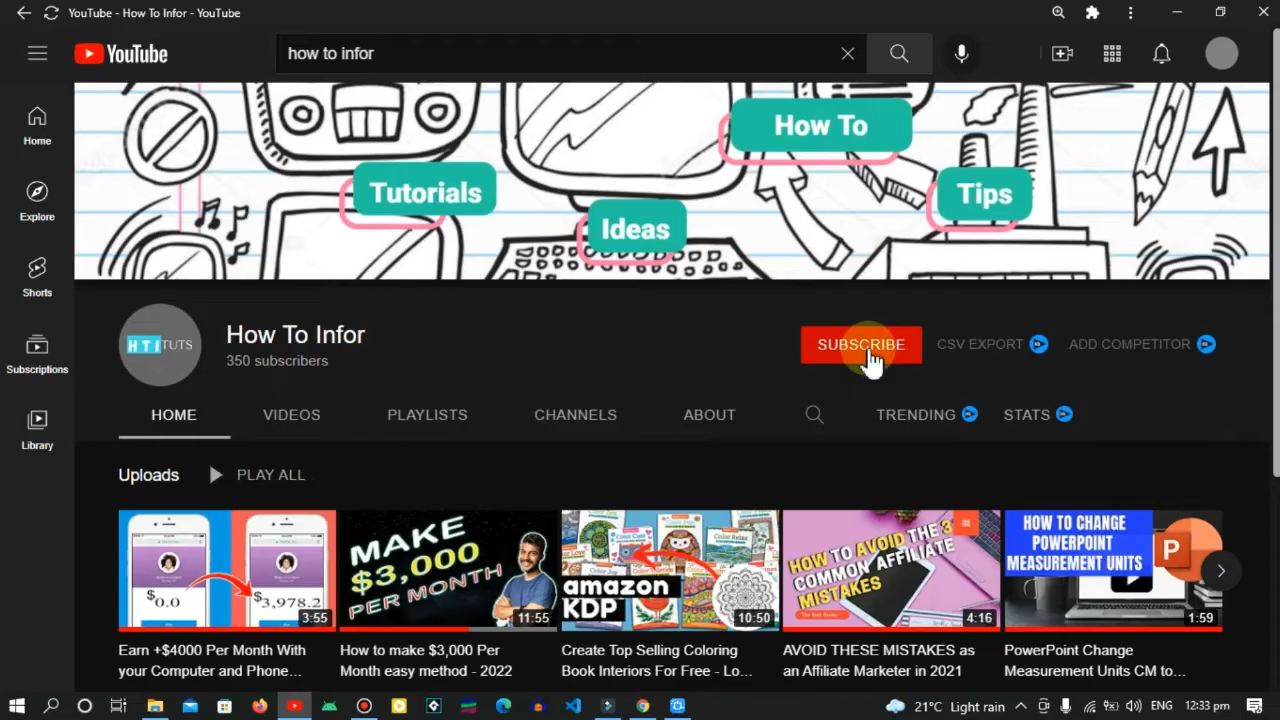 YouTube - How To Infor - YouTube
YouTube
how to infor
Home
Explore
Shorts
Subscriptions
Library
How To
Tutorials
Tips
Ideas
HTI TUTS
How To Infor
350 subscribers
SUBSCRIBE
CSV EXPORT
ADD COMPETITOR
HOME
VIDEOS
PLAYLISTS
CHANNELS
ABOUT
TRENDING
STATS
Uploads
PLAY ALL
$0.0
$3,978.2
3:55
MAKE
$3,000
PER MONTH
11:55
amazon
KDP
10:50
HOW TO AVOID THE 3
COMMON AFFILIATE
MISTAKES
4:16
HOW TO CHANGE
POWERPOINT
MEASUREMENT UNITS
P
1:59
Earn +$4000 Per Month With
your Computer and Phone...
How to make $3,000 Per
Month easy method - 2022
Create Top Selling Coloring
Book Interiors For Free - Lo...
AVOID THESE MISTAKES as
an Affiliate Marketer in 2021
PowerPoint Change
Measurement Units CM to...
21°C Light rain
ENG
12:33 pm